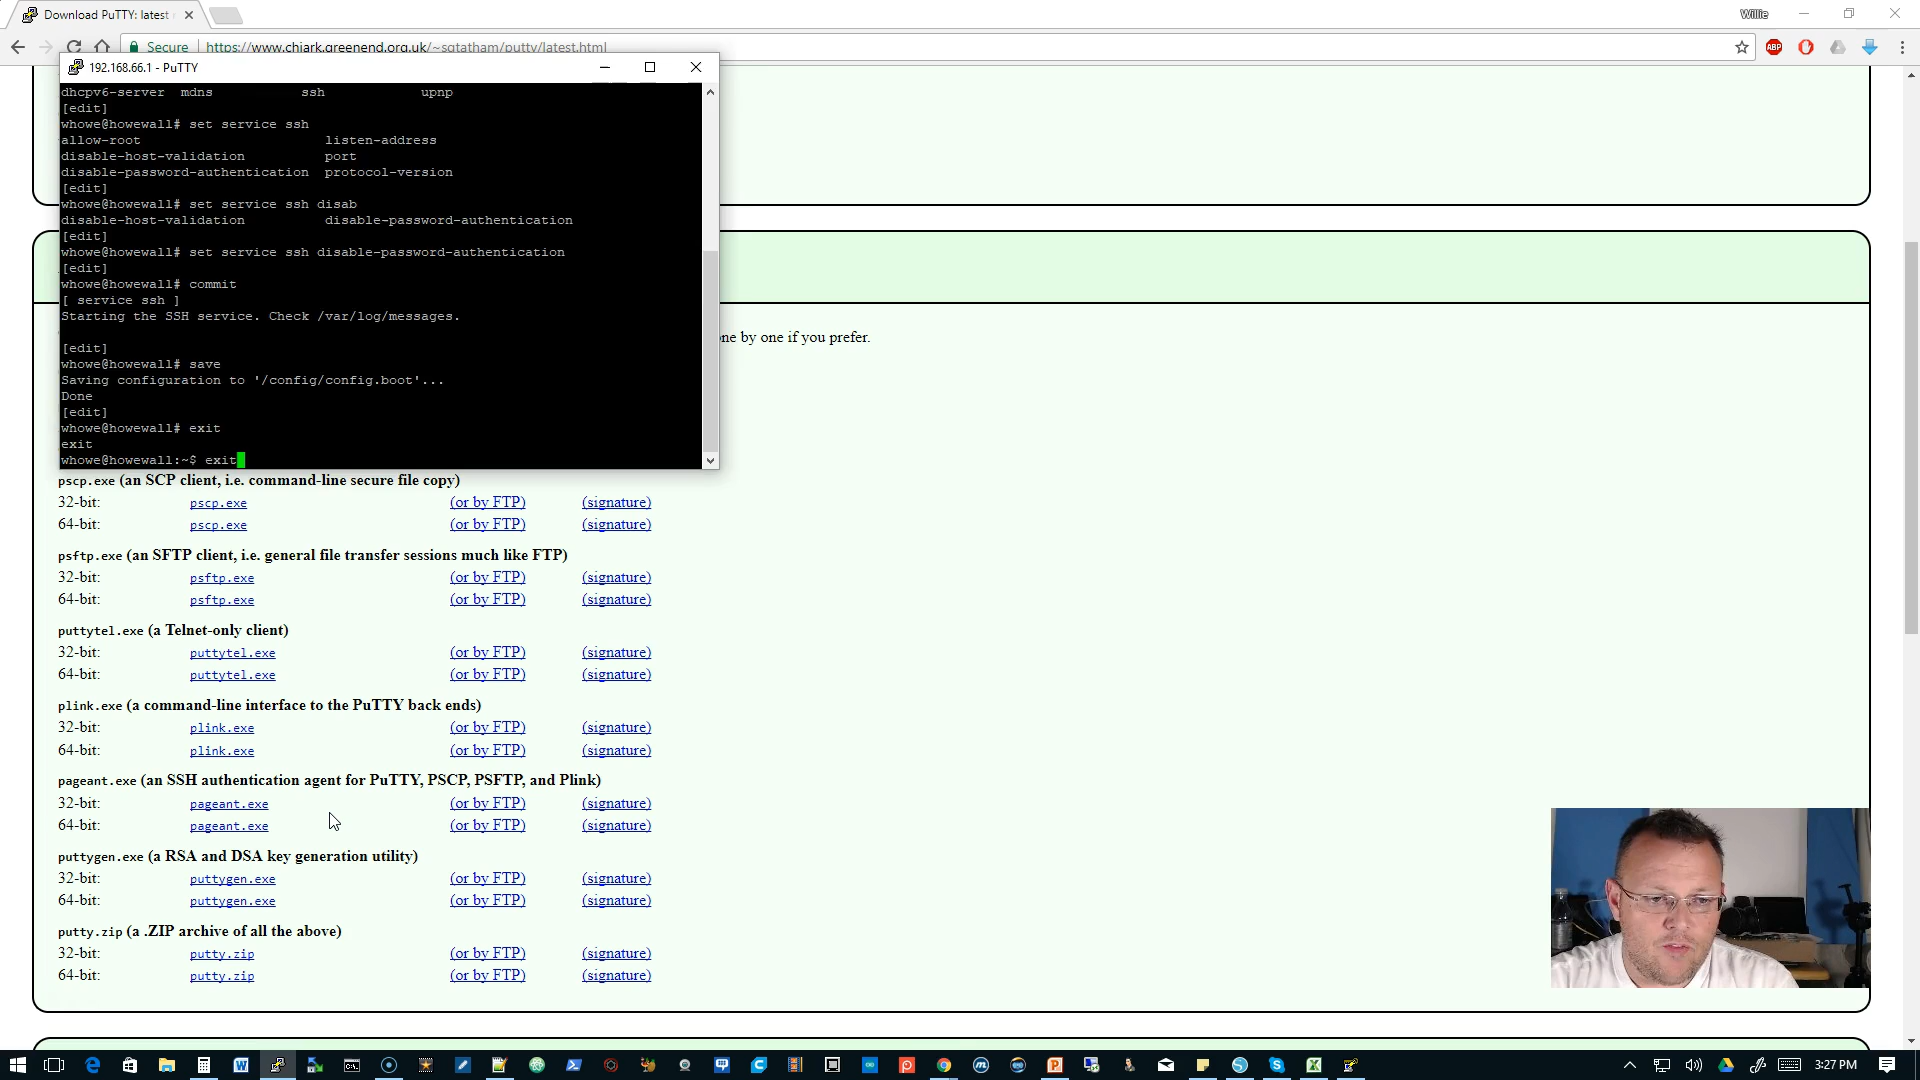 Download PuTTY: latest
Willie
Secure
https://www.chiark.greenend.org.uk/~sgtatham/putty/latest.html
ABP
192.168.66.1 - PuTTY
dhcpv6-server mdns ssh upnp
[edit]
whowe@howewall# set service ssh
allow-root listen-address
disable-host-validation port
disable-password-authentication protocol-version
[edit]
whowe@howewall# set service ssh disab
disable-host-validation disable-password-authentication
[edit]
whowe@howewall# set service ssh disable-password-authentication
[edit]
whowe@howewall# commit
[ service ssh ]
Starting the SSH service. Check /var/log/messages.
[edit]
whowe@howewall# save
Saving configuration to '/config/config.boot'...
Done
[edit]
whowe@howewall# exit
exit
whowe@howewall:~$ exit
one by one if you prefer.
pscp.exe (an SCP client, i.e. command-line secure file copy)
32-bit: pscp.exe (or by FTP) (signature)
64-bit: pscp.exe (or by FTP) (signature)
psftp.exe (an SFTP client, i.e. general file transfer sessions much like FTP)
32-bit: psftp.exe (or by FTP) (signature)
64-bit: psftp.exe (or by FTP) (signature)
puttytel.exe (a Telnet-only client)
32-bit: puttytel.exe (or by FTP) (signature)
64-bit: puttytel.exe (or by FTP) (signature)
plink.exe (a command-line interface to the PuTTY back ends)
32-bit: plink.exe (or by FTP) (signature)
64-bit: plink.exe (or by FTP) (signature)
pageant.exe (an SSH authentication agent for PuTTY, PSCP, PSFTP, and Plink)
32-bit: pageant.exe (or by FTP) (signature)
64-bit: pageant.exe (or by FTP) (signature)
puttygen.exe (a RSA and DSA key generation utility)
32-bit: puttygen.exe (or by FTP) (signature)
64-bit: puttygen.exe (or by FTP) (signature)
putty.zip (a .ZIP archive of all the above)
32-bit: putty.zip (or by FTP) (signature)
64-bit: putty.zip (or by FTP) (signature)
3:27 PM